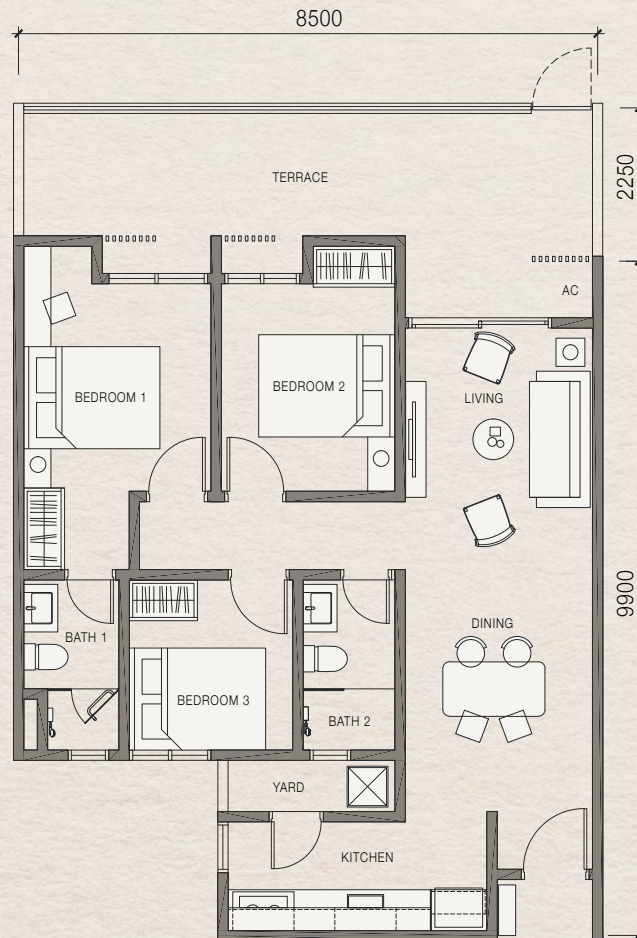 8500
TERRACE
2250
AC
BEDROOM 1
BEDROOM 2
LIVING
9900
DINING
BATH 1
BEDROOM 3
BATH 2
YARD
KITCHEN